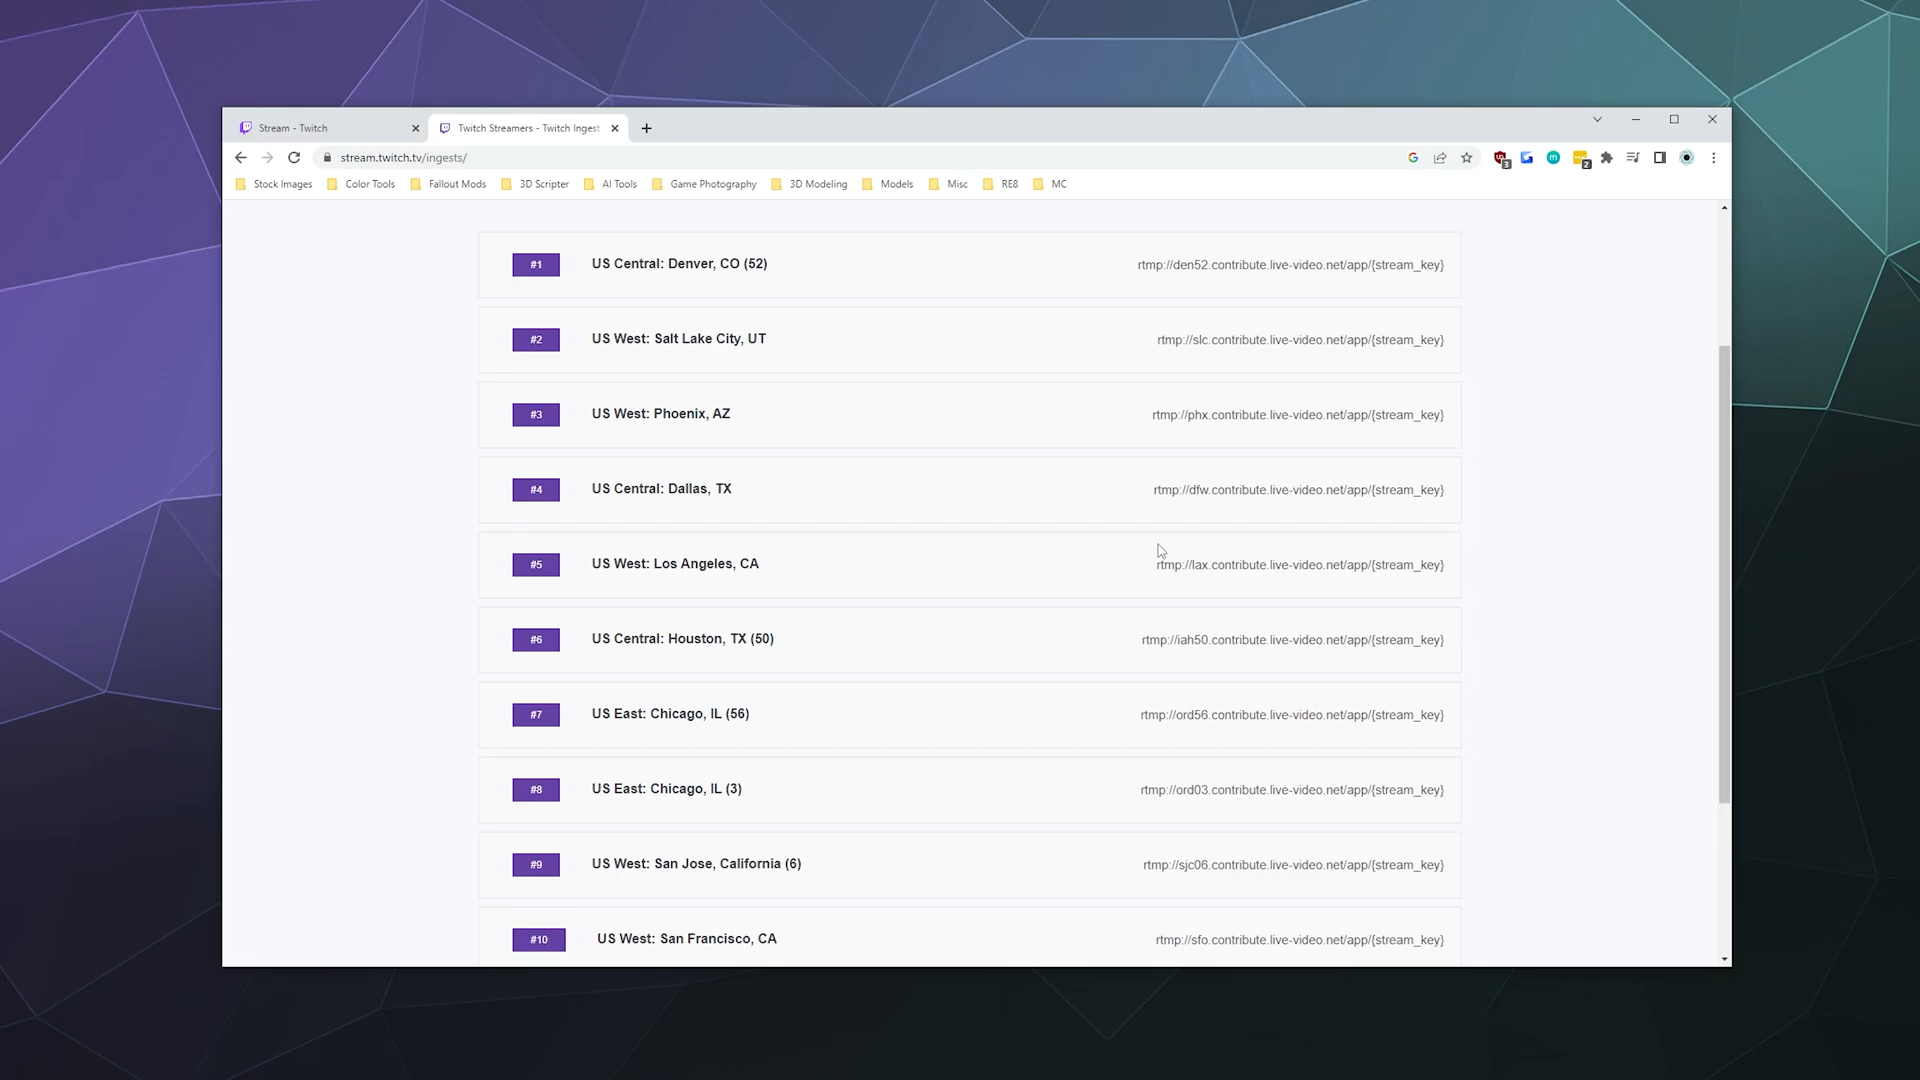 Stream - Twitch
Twitch Streamers - Twitch Ingest
stream.twitch.tv/ingests/
G
3
m
2
Stock Images
Color Tools
Fallout Mods
3D Scripter
AI Tools
Game Photography
3D Modeling
Models
Misc
RE8
MC
#1 US Central: Denver, CO (52) rtmp://den52.contribute.live-video.net/app/{stream_key}
#2 US West: Salt Lake City, UT rtmp://slc.contribute.live-video.net/app/{stream_key}
#3 US West: Phoenix, AZ rtmp://phx.contribute.live-video.net/app/{stream_key}
#4 US Central: Dallas, TX rtmp://dfw.contribute.live-video.net/app/{stream_key}
#5 US West: Los Angeles, CA rtmp://lax.contribute.live-video.net/app/{stream_key}
#6 US Central: Houston, TX (50) rtmp://iah50.contribute.live-video.net/app/{stream_key}
#7 US East: Chicago, IL (56) rtmp://ord56.contribute.live-video.net/app/{stream_key}
#8 US East: Chicago, IL (3) rtmp://ord03.contribute.live-video.net/app/{stream_key}
#9 US West: San Jose, California (6) rtmp://sjc06.contribute.live-video.net/app/{stream_key}
#10 US West: San Francisco, CA rtmp://sfo.contribute.live-video.net/app/{stream_key}